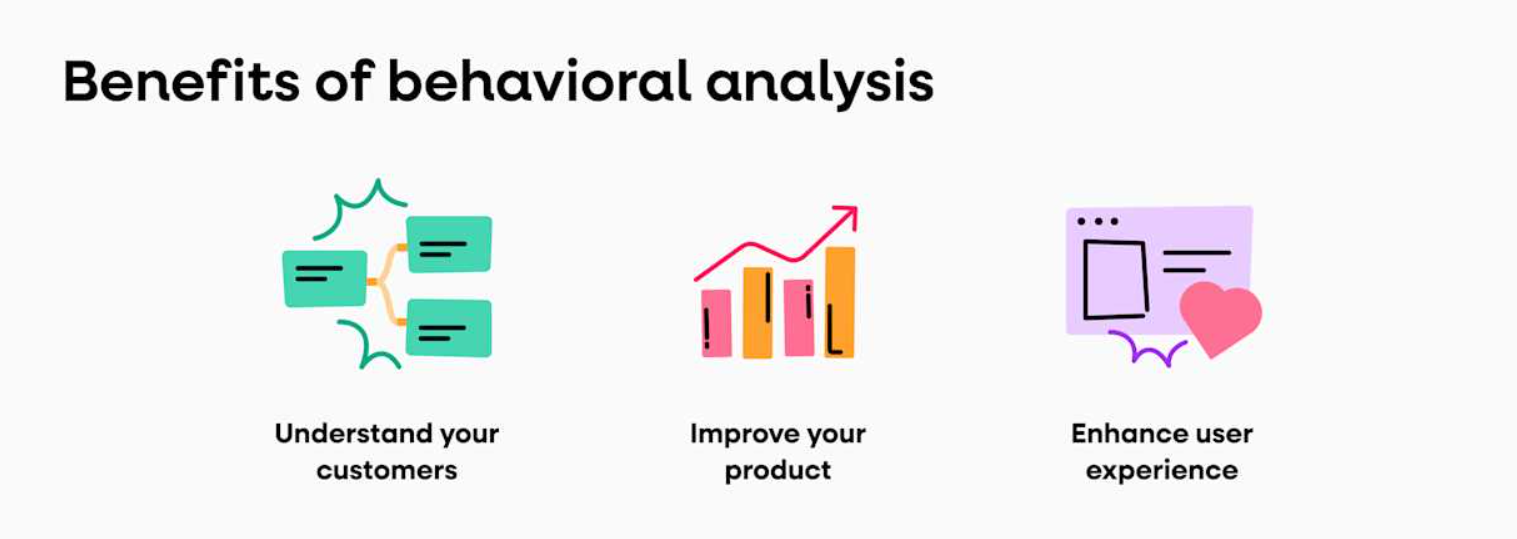 Benefits of behavioral analysis
Understand your
customers
Improve your
product
Enhance user
experience